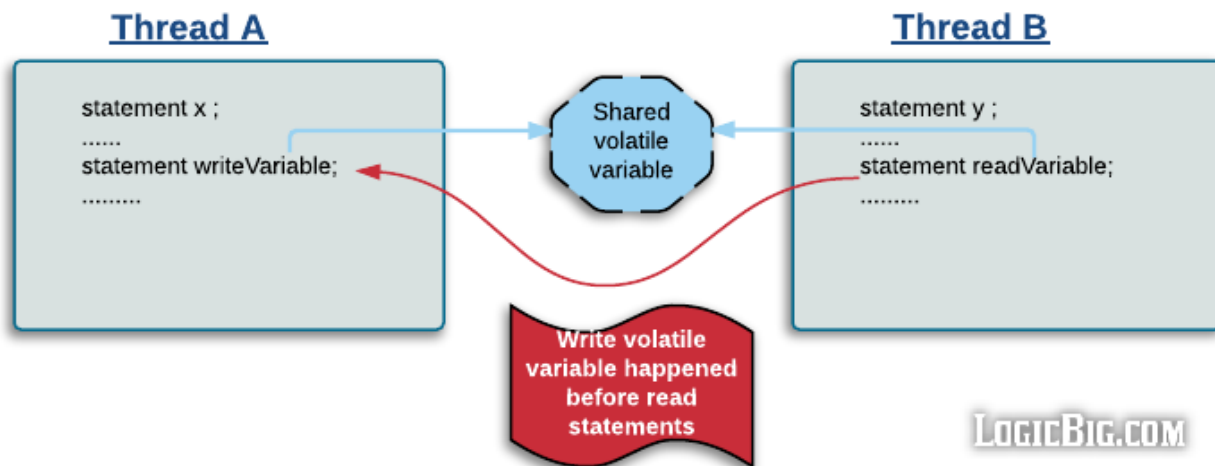 Thread A
Thread B
statement x ;
......
statement writeVariable;
.........
Shared
volatile
variable
statement y ;
......
statement readVariable;
.........
Write volatile
variable happened
before read
statements
LogicBig.com